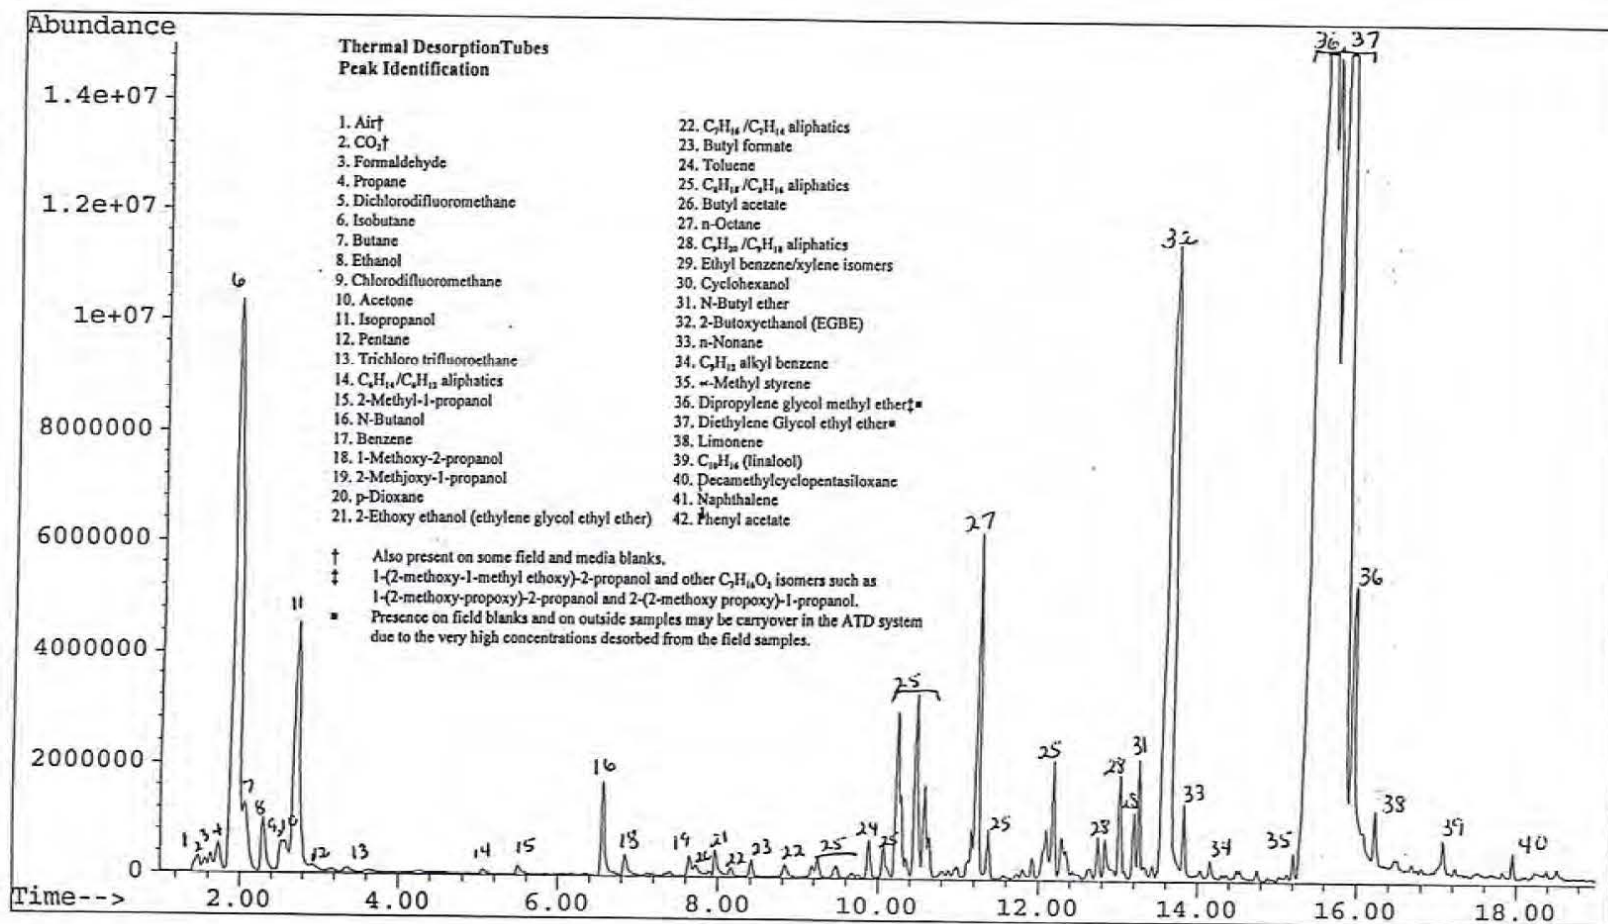 Abundance
Thermal DesorptionTubes
Peak Identification
1. Air†
2. CO₂†
3. Formaldehyde
4. Propane
5. Dichlorodifluoromethane
6. Isobutane
7. Butane
8. Ethanol
9. Chlorodifluoromethane
10. Acetone
11. Isopropanol
12. Pentane
13. Trichloro trifluoroethane
14. C₆H₁₄/C₆H₁₂ aliphatics
15. 2-Methyl-1-propanol
16. N-Butanol
17. Benzene
18. 1-Methoxy-2-propanol
19. 2-Methjoxy-1-propanol
20. p-Dioxane
21. 2-Ethoxy ethanol (ethylene glycol ethyl ether)
22. C₇H₁₆/C₇H₁₄ aliphatics
23. Butyl formate
24. Toluene
25. C₈H₁₈/C₈H₁₆ aliphatics
26. Butyl acetate
27. n-Octane
28. C₉H₂₀/C₉H₁₈ aliphatics
29. Ethyl benzene/xylene isomers
30. Cyclohexanol
31. N-Butyl ether
32. 2-Butoxyethanol (EGBE)
33. n-Nonane
34. C₉H₁₂ alkyl benzene
35. ∝-Methyl styrene
36. Dipropylene glycol methyl ether‡▪
37. Diethylene Glycol ethyl ether▪
38. Limonene
39. C₁₀H₁₆ (linalool)
40. Decamethylcyclopentasiloxane
41. Naphthalene
42. Phenyl acetate
† Also present on some field and media blanks.
‡ 1-(2-methoxy-1-methyl ethoxy)-2-propanol and other C₇H₁₆O₃ isomers such as
1-(2-methoxy-propoxy)-2-propanol and 2-(2-methoxy propoxy)-1-propanol.
▪ Presence on field blanks and on outside samples may be carryover in the ATD system
due to the very high concentrations desorbed from the field samples.
1.4e+07
1.2e+07
1e+07
8000000
6000000
4000000
2000000
0
1 2 3 4 6 7 8 9,10 11 12 13 14 15 16 18 19 20 21 22 23 22 25 24 25 25 27 25 25 28 28 28 31 32 33 34 35 36, 37 36 38 39 40
Time--> 2.00 4.00 6.00 8.00 10.00 12.00 14.00 16.00 18.00